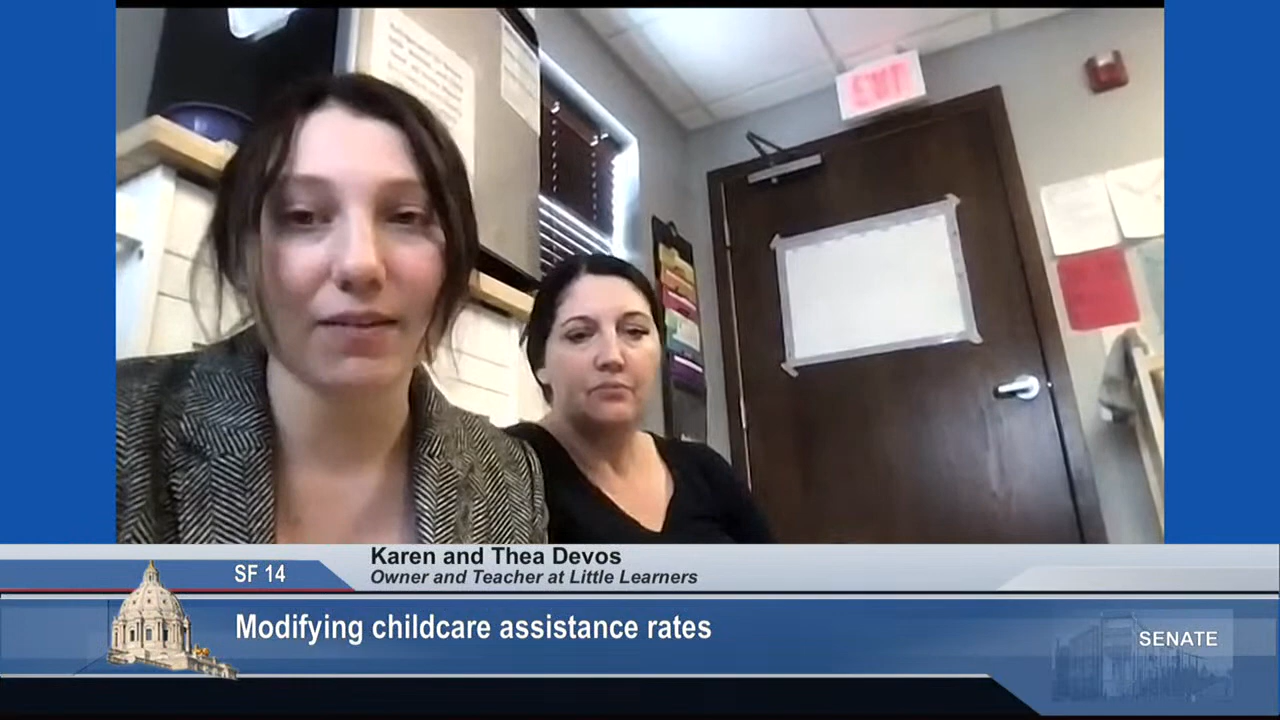 EXIT
Karen and Thea Devos
SF 14
Owner and Teacher at Little Learners
Modifying childcare assistance rates
SENATE